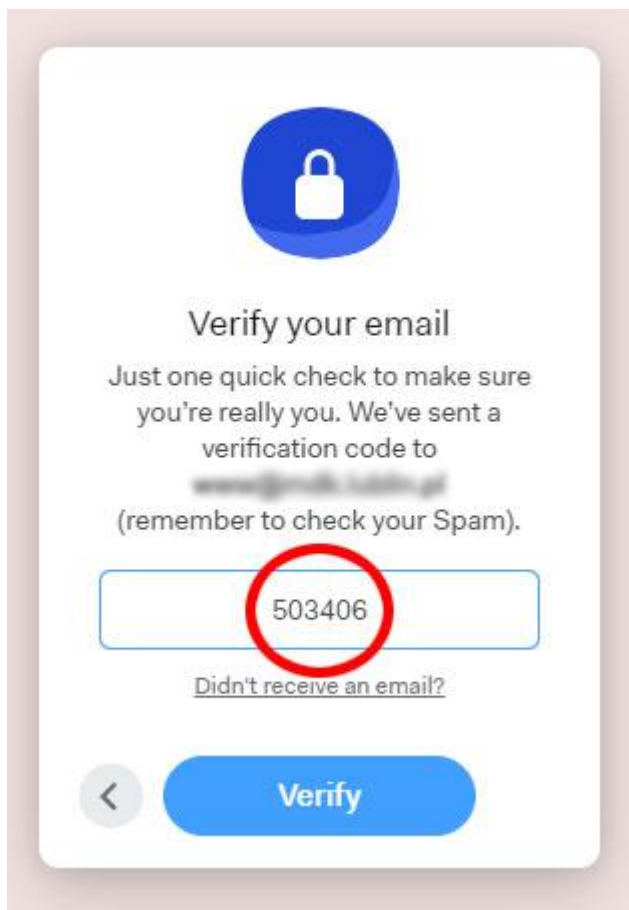 Verify your email
Just one quick check to make sure
you're really you. We've sent a
verification code to
(remember to check your Spam).
503406
Didn't receive an email?
Verify